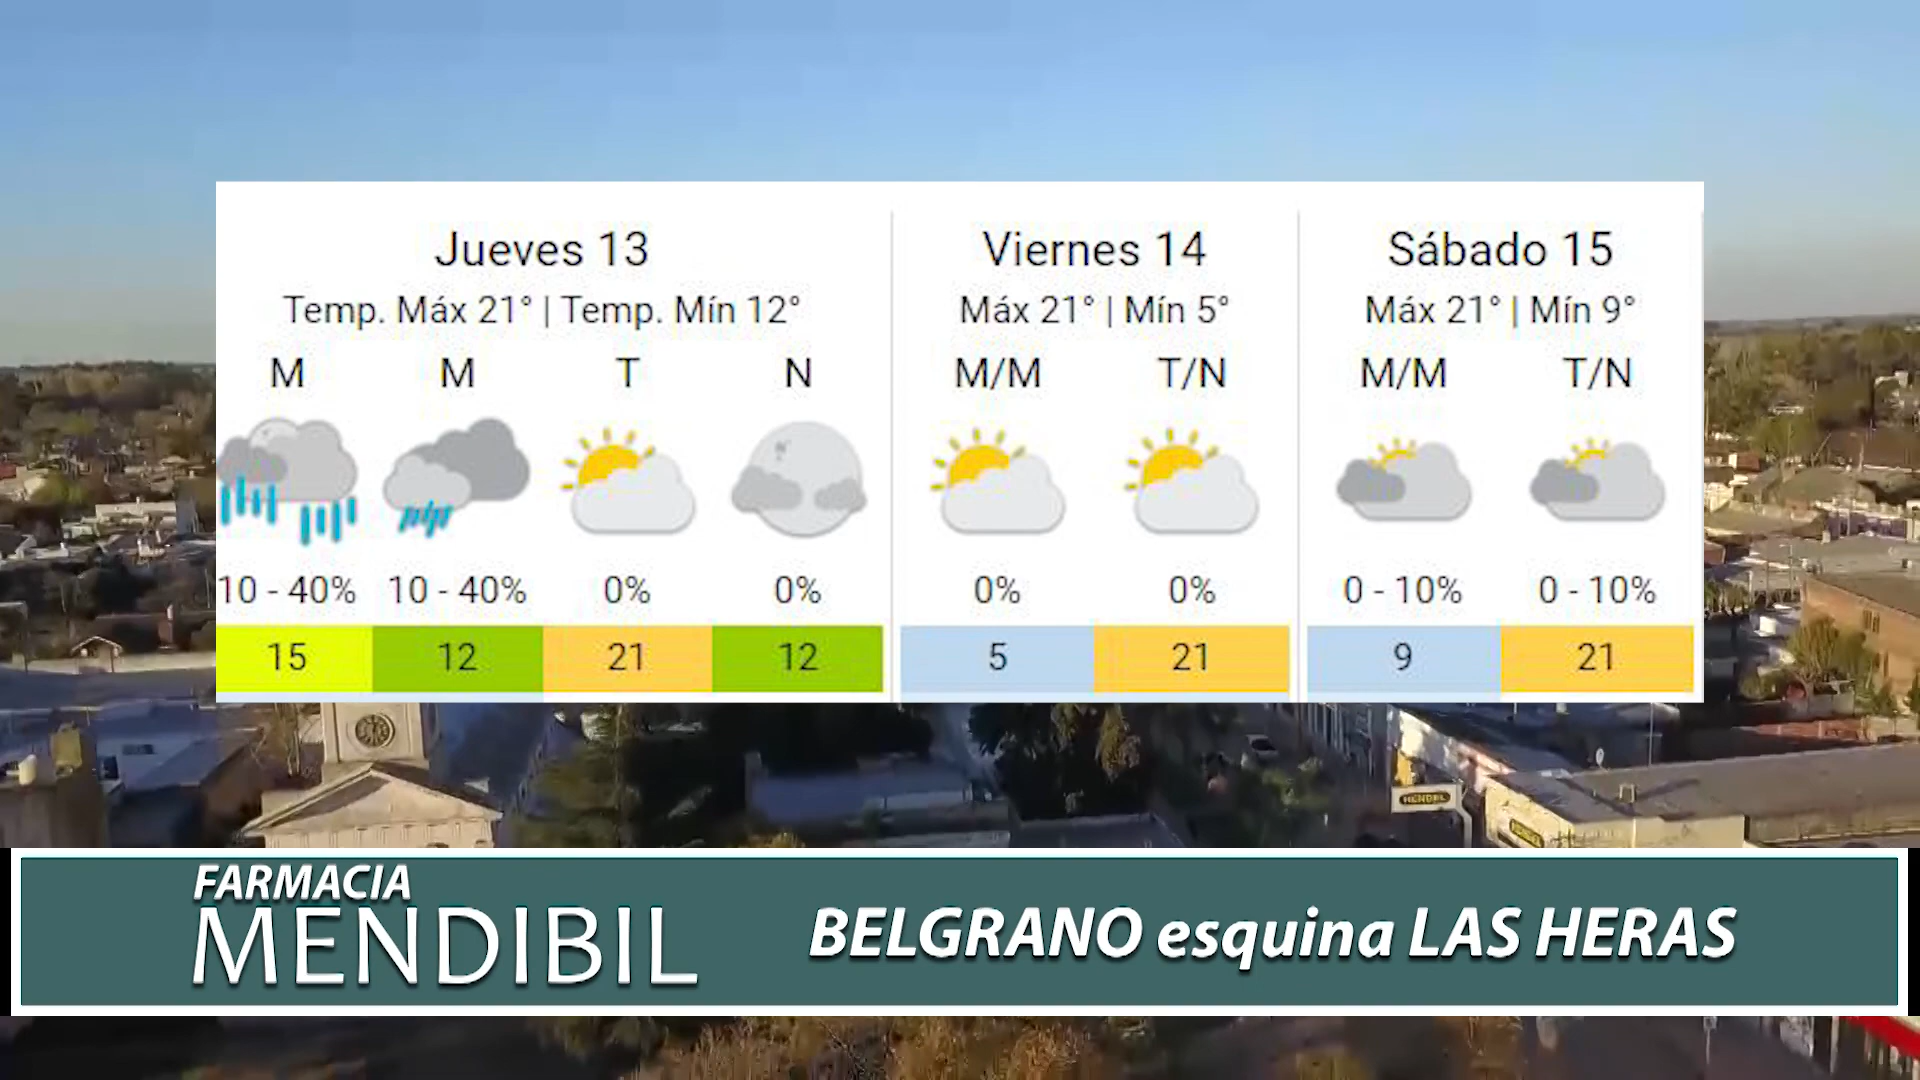 Jueves 13
Temp. Máx 21° | Temp. Mín 12°
M M T N
10 - 40% 10 - 40% 0% 0%
15 12 21 12
Viernes 14
Máx 21° | Mín 5°
M/M T/N
0% 0%
5 21
Sábado 15
Máx 21° | Mín 9°
M/M T/N
0 - 10% 0 - 10%
9 21
HENDEL
FARMACIA
MENDIBIL
BELGRANO esquina LAS HERAS